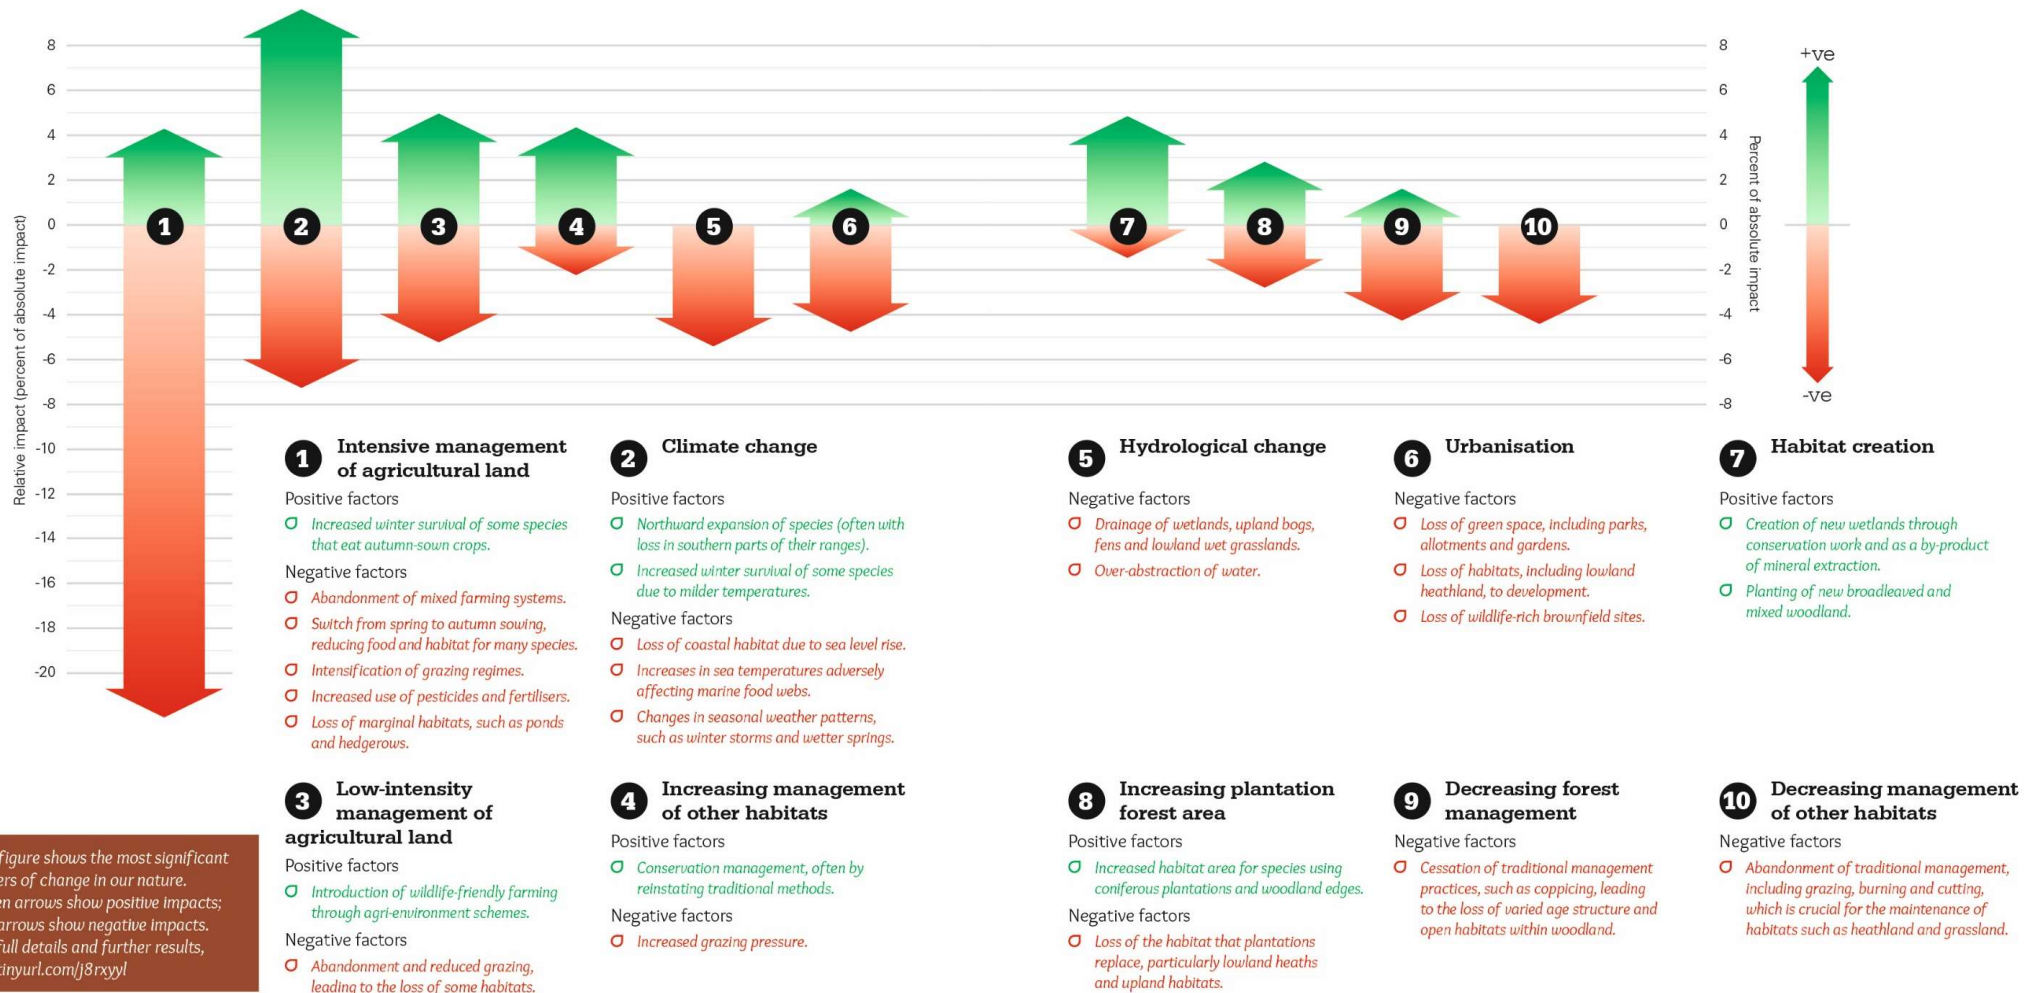 8
6
4
2
0
-2
-4
-6
-8
-10
-12
-14
-16
-18
-20
Relative impact (percent of absolute impact)
1
2
3
4
5
6
7
8
9
10
8
6
4
2
0
-2
-4
-6
-8
Percent of absolute impact
+ve
-ve
1 Intensive management
of agricultural land
Positive factors
Increased winter survival of some species
that eat autumn-sown crops.
Negative factors
Abandonment of mixed farming systems.
Switch from spring to autumn sowing,
reducing food and habitat for many species.
Intensification of grazing regimes.
Increased use of pesticides and fertilisers.
Loss of marginal habitats, such as ponds
and hedgerows.
2 Climate change
Positive factors
Northward expansion of species (often with
loss in southern parts of their ranges).
Increased winter survival of some species
due to milder temperatures.
Negative factors
Loss of coastal habitat due to sea level rise.
Increases in sea temperatures adversely
affecting marine food webs.
Changes in seasonal weather patterns,
such as winter storms and wetter springs.
5 Hydrological change
Negative factors
Drainage of wetlands, upland bogs,
fens and lowland wet grasslands.
Over-abstraction of water.
6 Urbanisation
Negative factors
Loss of green space, including parks,
allotments and gardens.
Loss of habitats, including lowland
heathland, to development.
Loss of wildlife-rich brownfield sites.
7 Habitat creation
Positive factors
Creation of new wetlands through
conservation work and as a by-product
of mineral extraction.
Planting of new broadleaved and
mixed woodland.
3 Low-intensity
management of
agricultural land
Positive factors
Introduction of wildlife-friendly farming
through agri-environment schemes.
Negative factors
Abandonment and reduced grazing,
leading to the loss of some habitats.
4 Increasing management
of other habitats
Positive factors
Conservation management, often by
reinstating traditional methods.
Negative factors
Increased grazing pressure.
8 Increasing plantation
forest area
Positive factors
Increased habitat area for species using
coniferous plantations and woodland edges.
Negative factors
Loss of the habitat that plantations
replace, particularly lowland heaths
and upland habitats.
9 Decreasing forest
management
Negative factors
Cessation of traditional management
practices, such as coppicing, leading
to the loss of varied age structure and
open habitats within woodland.
10 Decreasing management
of other habitats
Negative factors
Abandonment of traditional management,
including grazing, burning and cutting,
which is crucial for the maintenance of
habitats such as heathland and grassland.
figure shows the most significant
ers of change in our nature.
en arrows show positive impacts;
arrows show negative impacts.
full details and further results,
tinyurl.com/j8rxyyl